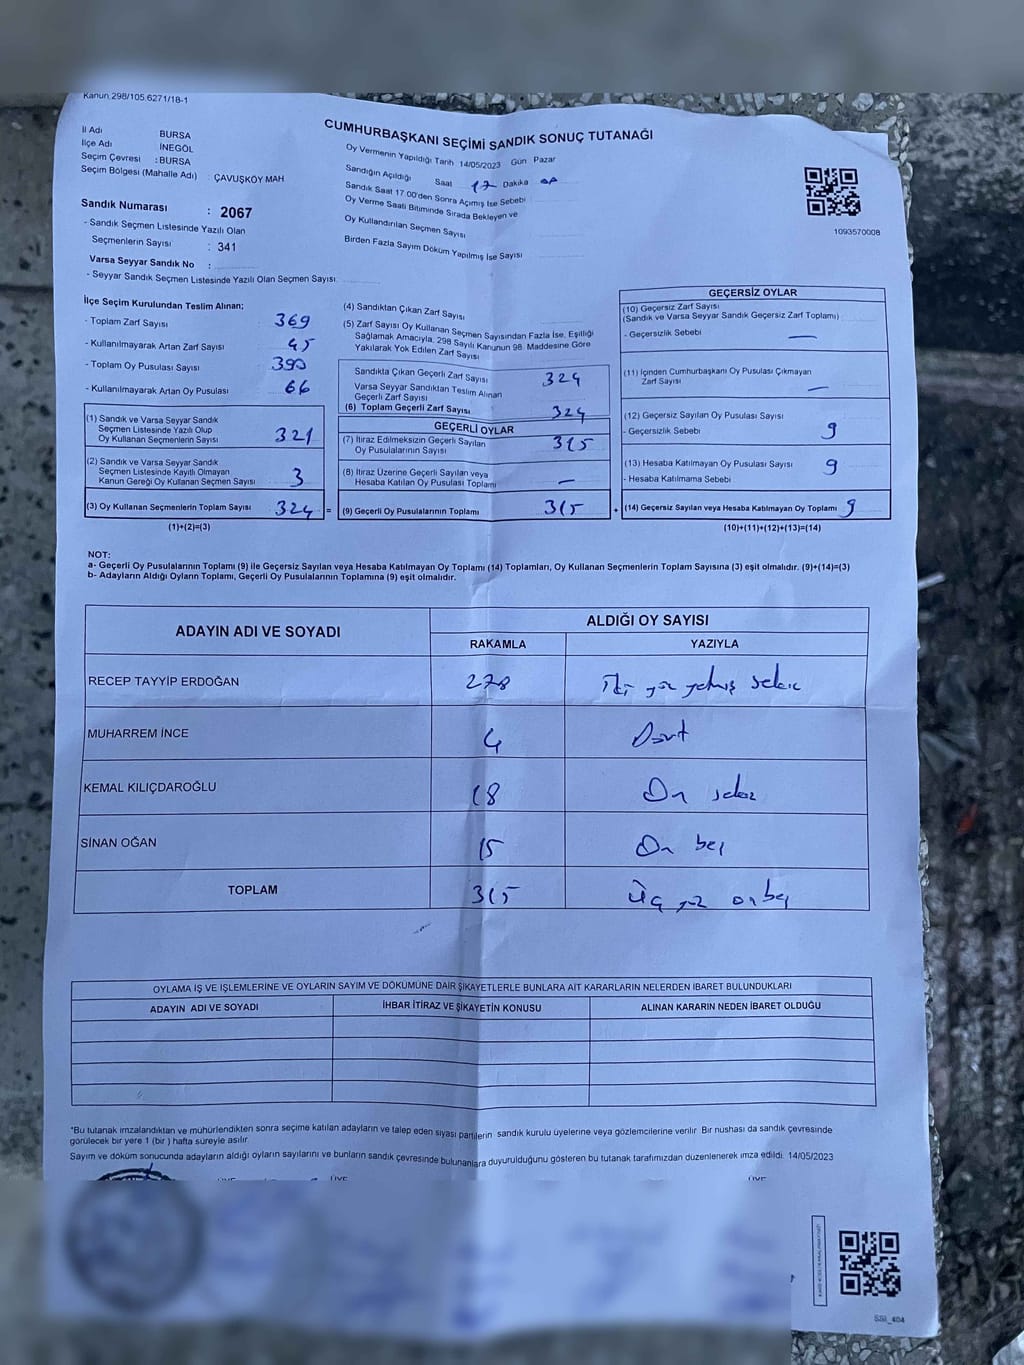 Kanun 298/105.6271/18-1
CUMHURBAŞKANI SEÇİMİ SANDIK SONUÇ TUTANAĞI
İl Adı BURSA
İlçe Adı İNEGÖL
Seçim Çevresi : BURSA
Seçim Bölgesi (Mahalle Adı) : ÇAVUŞKÖY MAH
Sandık Numarası : 2067
- Sandık Seçmen Listesinde Yazılı Olan
Seçmenlerin Sayısı : 341
Varsa Seyyar Sandık No :
- Seyyar Sandık Seçmen Listesinde Yazılı Olan Seçmen Sayısı
Oy Vermenin Yapıldığı Tarih 14/05/2023 Gün Pazar
Sandığın Açıldığı Saat 17 Dakika
Sandık Saat 17.00'den Sonra Açımış İse Sebebi
Oy Verme Saati Bitiminde Sırada Bekleyen ve
Oy Kullandırılan Seçmen Sayısı
Birden Fazla Sayım Döküm Yapılmış İse Sayısı
1093570008
İlçe Seçim Kurulundan Teslim Alınan;
- Toplam Zarf Sayısı 369
- Kullanılmayarak Artan Zarf Sayısı 45
- Toplam Oy Pusulası Sayısı 390
- Kullanılmayarak Artan Oy Pusulası 66
(1) Sandık ve Varsa Seyyar Sandık
Seçmen Listesinde Yazılı Olup
Oy Kullanan Seçmenlerin Sayısı 321
(2) Sandık ve Varsa Seyyar Sandık
Seçmen Listesinde Kayıtlı Olmayan
Kanun Gereği Oy Kullanan Seçmen Sayısı 3
(3) Oy Kullanan Seçmenlerin Toplam Sayısı 324 =
(1)+(2)=(3)
(4) Sandıktan Çıkan Zarf Sayısı
(5) Zarf Sayısı Oy Kullanan Seçmen Sayısından Fazla İse, Eşitliği
Sağlamak Amacıyla, 298 Sayılı Kanunun 98. Maddesine Göre
Yakılarak Yok Edilen Zarf Sayısı
Sandıkla Çıkan Geçerli Zarf Sayısı 324
Varsa Seyyar Sandıktan Teslim Alınan
Geçerli Zarf Sayısı
(6) Toplam Geçerli Zarf Sayısı 324
GEÇERLİ OYLAR
(7) İtiraz Edilmeksizin Geçerli Sayılan
Oy Pusulalarının Sayısı 315
(8) İtiraz Üzerine Geçerli Sayılan veya
Hesaba Katılan Oy Pusulası Toplamı —
(9) Geçerli Oy Pusulalarının Toplamı 315 +
GEÇERSİZ OYLAR
(10) Geçersiz Zarf Sayısı
(Sandık ve Varsa Seyyar Sandık Geçersiz Zarf Toplamı)
- Geçersizlik Sebebi —
(11) İçinden Cumhurbaşkanı Oy Pusulası Çıkmayan
Zarf Sayısı —
(12) Geçersiz Sayılan Oy Pusulası Sayısı
- Geçersizlik Sebebi 9
(13) Hesaba Katılmayan Oy Pusulası Sayısı 9
- Hesaba Katılmama Sebebi
(14) Geçersiz Sayılan veya Hesaba Katılmayan Oy Toplamı 9
(10)+(11)+(12)+(13)=(14)
NOT:
a- Geçerli Oy Pusulalarının Toplamı (9) ile Geçersiz Sayılan veya Hesaba Katılmayan Oy Toplamı (14) Toplamları, Oy Kullanan Seçmenlerin Toplam Sayısına (3) eşit olmalıdır. (9)+(14)=(3)
b- Adayların Aldığı Oyların Toplamı, Geçerli Oy Pusulalarının Toplamına (9) eşit olmalıdır.
ADAYIN ADI VE SOYADI ALDIĞI OY SAYISI
RAKAMLA YAZIYLA
RECEP TAYYİP ERDOĞAN 278 İki yüz yetmiş sekiz
MUHARREM İNCE 4 Dört
KEMAL KILIÇDAROĞLU 18 On sekiz
SİNAN OĞAN 15 On beş
TOPLAM 315 Üç yüz onbeş
OYLAMA İŞ VE İŞLEMLERİNE VE OYLARIN SAYIM VE DÖKÜMÜNE DAİR ŞİKAYETLERLE BUNLARA AİT KARARLARIN NELERDEN İBARET BULUNDUKLARI
ADAYIN ADI VE SOYADI İHBAR İTİRAZ VE ŞİKAYETİN KONUSU ALINAN KARARIN NEDEN İBARET OLDUĞU
*Bu tutanak imzalandıktan ve mühürlendikten sonra seçime katılan adayların ve talep eden siyasi partilerin sandık kurulu üyelerine veya gözlemcilerine verilir. Bir nüshası da sandık çevresinde
görülecek bir yere 1 (bir ) hafta süreyle asılır.
Sayım ve döküm sonucunda adayların aldığı oyların sayılarını ve bunların sandık çevresinde bulunanlara duyurulduğunu gösteren bu tutanak tarafımızdan düzenlenerek imza edildi. 14/05/2023
ÜYE ÜYE ÜYE
SSI_404